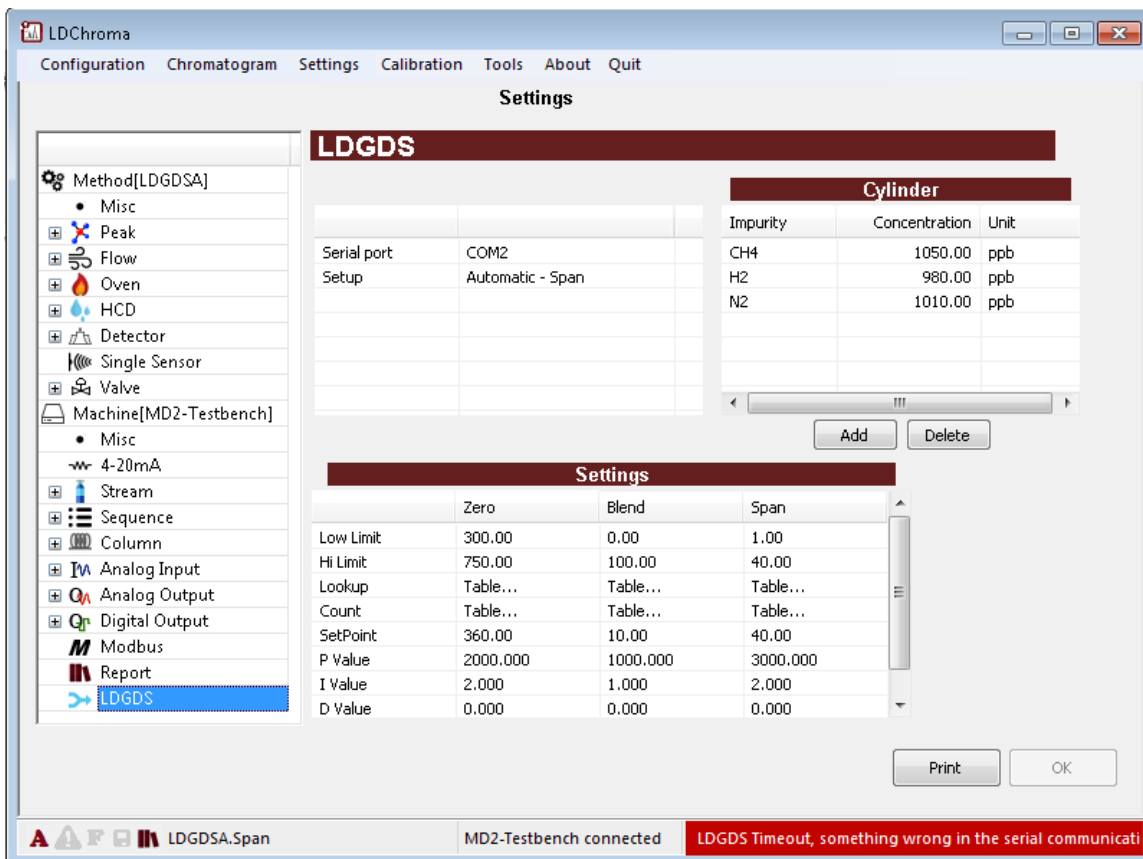 LDChroma
Configuration Chromatogram Settings Calibration Tools About Quit
Settings
LDGDS
Method[LDGDSA]
Misc
Peak
Flow
Oven
HCD
Detector
Single Sensor
Valve
Machine[MD2-Testbench]
Misc
4-20mA
Stream
Sequence
Column
Analog Input
Analog Output
Digital Output
Modbus
Report
LDGDS
Serial port COM2
Setup Automatic - Span
Cylinder
Impurity Concentration Unit
CH4 1050.00 ppb
H2 980.00 ppb
N2 1010.00 ppb
Add Delete
Settings
Zero Blend Span
Low Limit 300.00 0.00 1.00
Hi Limit 750.00 100.00 40.00
Lookup Table... Table... Table...
Count Table... Table... Table...
SetPoint 360.00 10.00 40.00
P Value 2000.000 1000.000 3000.000
I Value 2.000 1.000 2.000
D Value 0.000 0.000 0.000
Print OK
A F LDGDSA.Span MD2-Testbench connected LDGDS Timeout, something wrong in the serial communicati